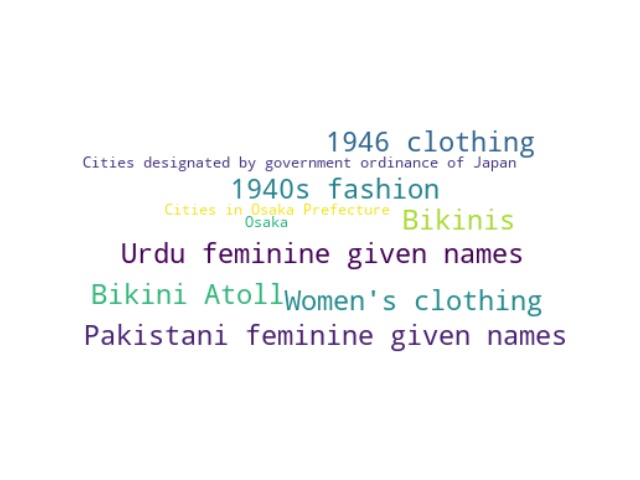 1946 clothing
Cities designated by government ordinance of Japan
1940s fashion
Cities in Osaka Prefecture
Bikinis
Osaka
Urdu feminine given names
Bikini Atoll
Women's clothing
Pakistani feminine given names